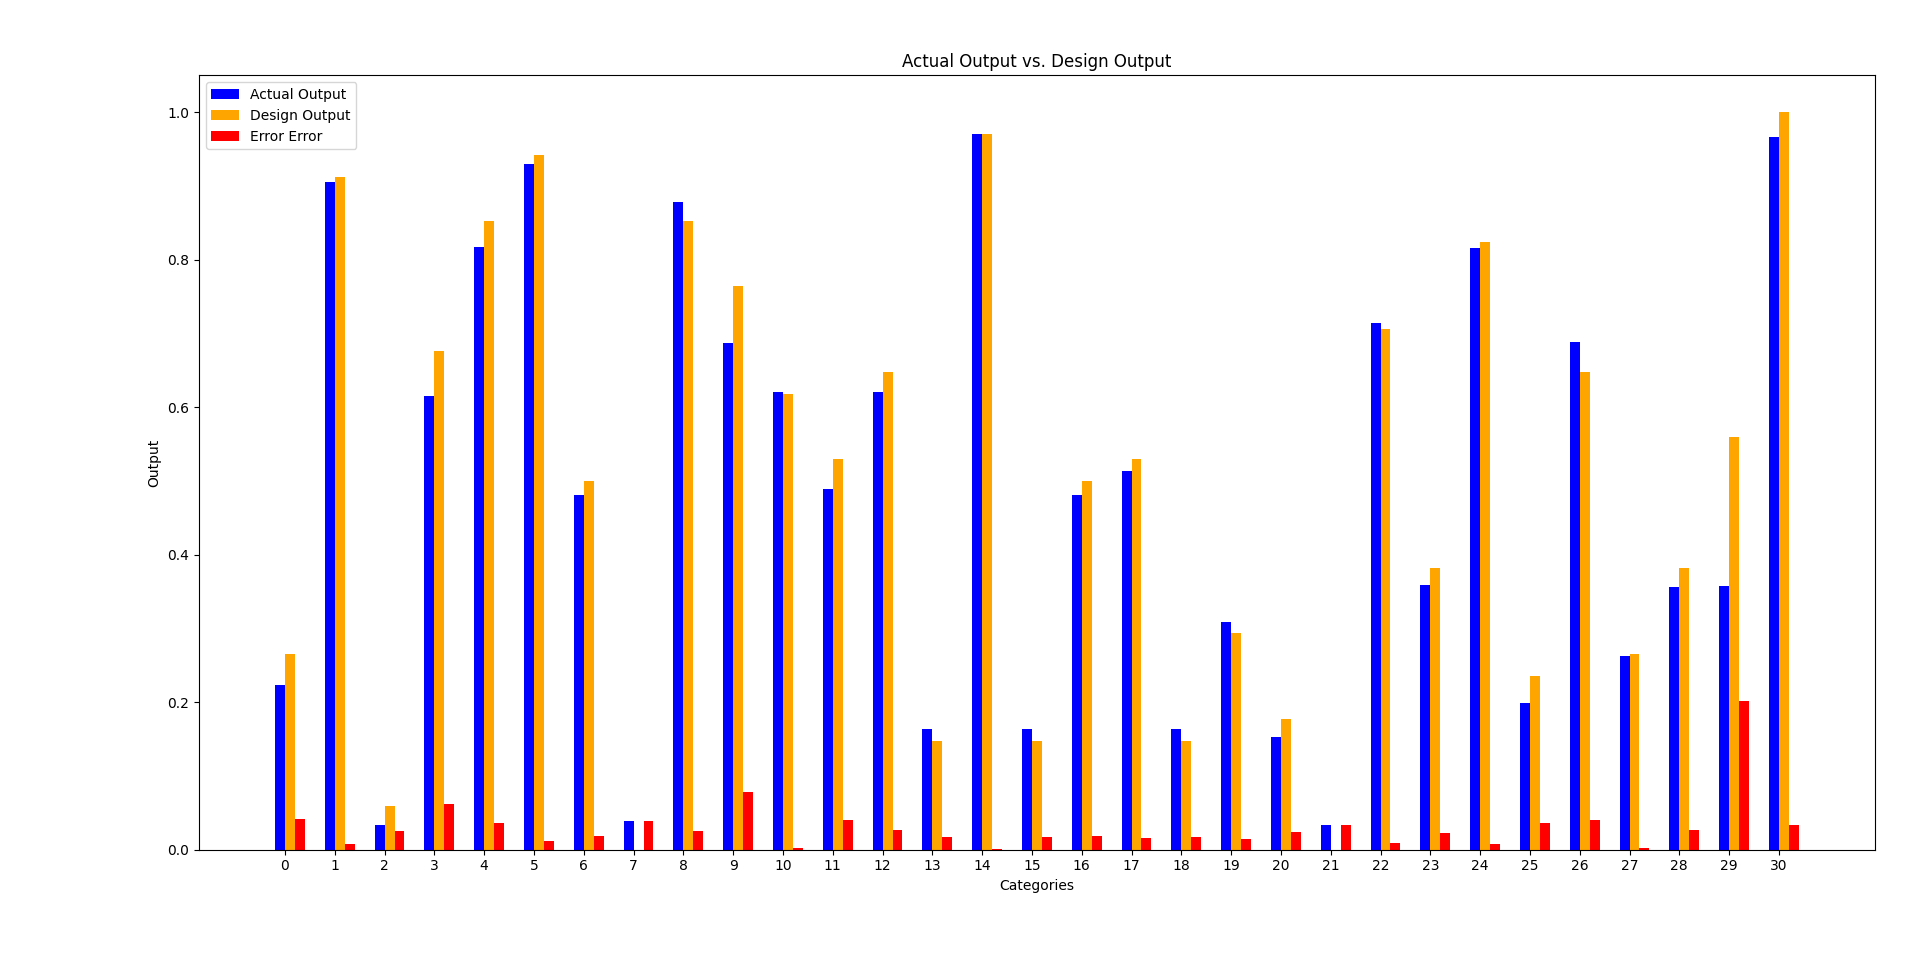 Actual Output vs. Design Output
Actual Output
Design Output
Error Error
1.0
0.8
0.6
0.4
0.2
0.0
Output
0 1 2 3 4 5 6 7 8 9 10 11 12 13 14 15 16 17 18 19 20 21 22 23 24 25 26 27 28 29 30
Categories